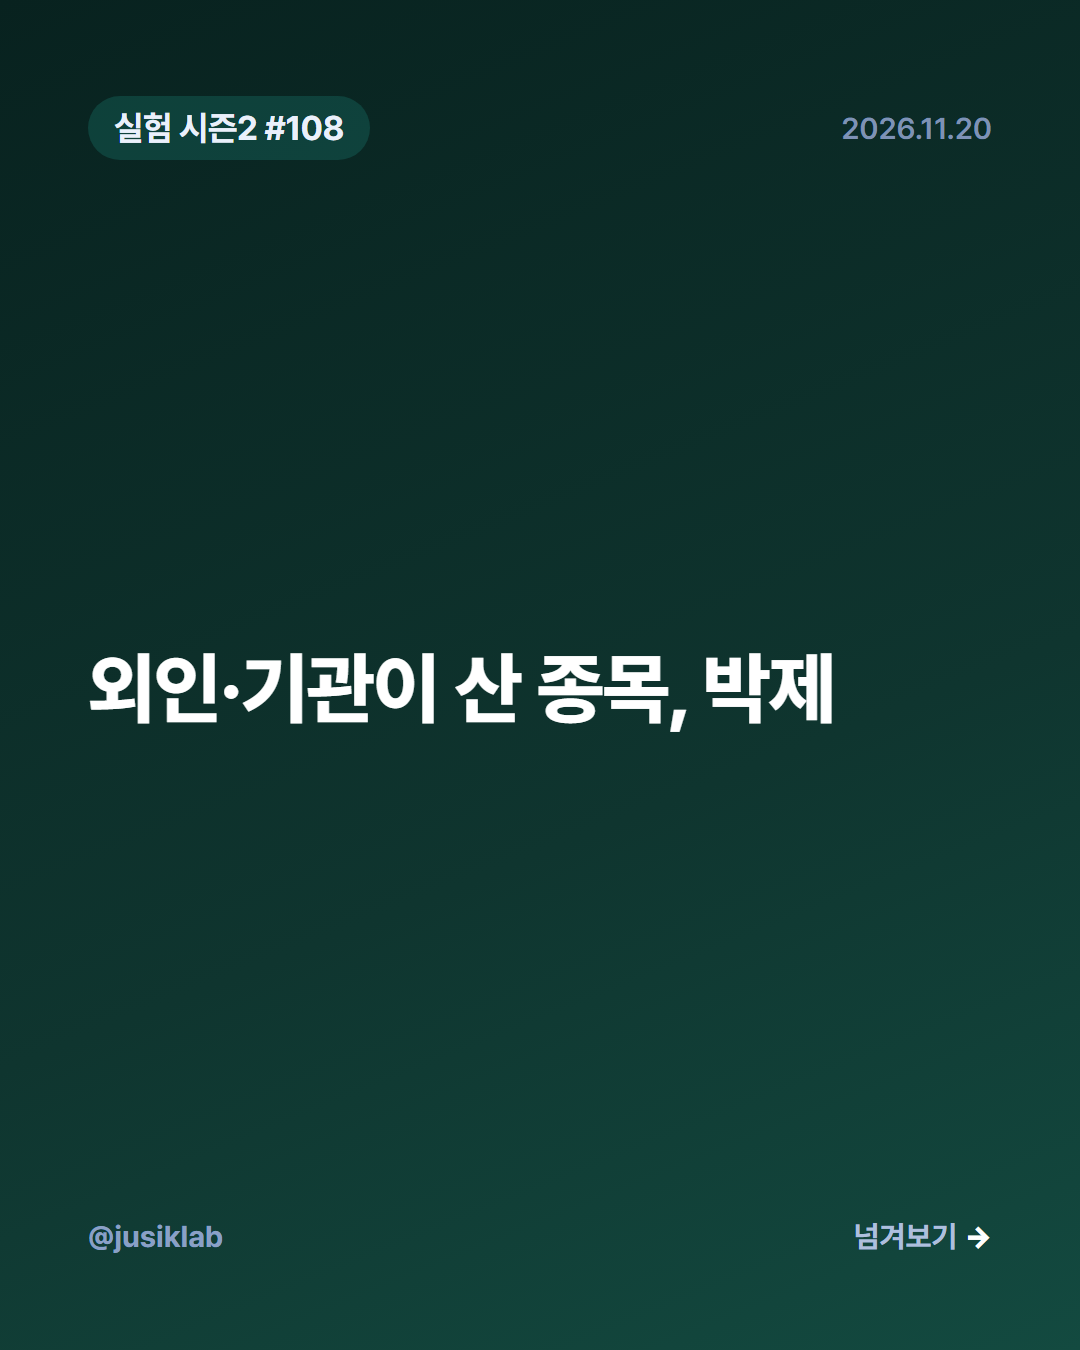 실험 시즌2 #108
2026.11.20
외인·기관이 산 종목, 박제
@jusiklab
넘겨보기 →